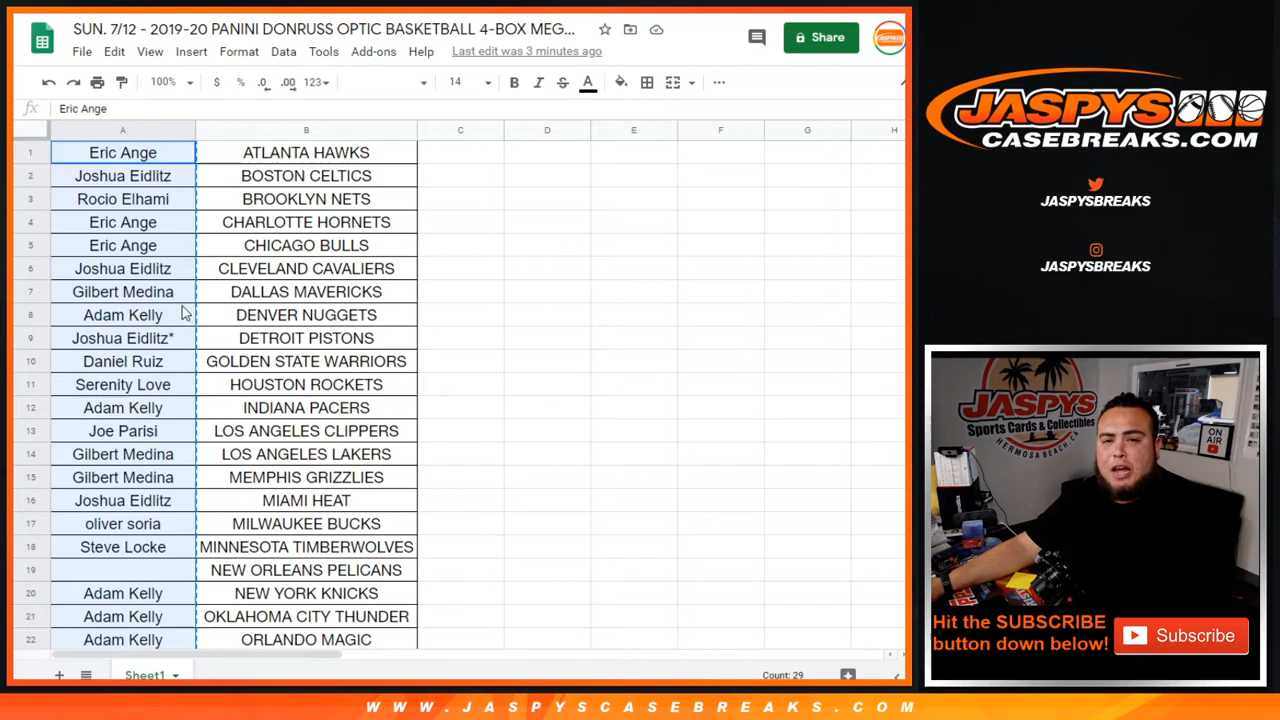 SUN. 7/12 - 2019-20 PANINI DONRUSS OPTIC BASKETBALL 4-BOX MEG...
File Edit View Insert Format Data Tools Add-ons Help Last edit was 3 minutes ago
Share
100% $ % .0 .00 123 14 B I S A
fx Eric Ange
A B C D E F G H
1 Eric Ange ATLANTA HAWKS
2 Joshua Eidlitz BOSTON CELTICS
3 Rocio Elhami BROOKLYN NETS
4 Eric Ange CHARLOTTE HORNETS
5 Eric Ange CHICAGO BULLS
6 Joshua Eidlitz CLEVELAND CAVALIERS
7 Gilbert Medina DALLAS MAVERICKS
8 Adam Kelly DENVER NUGGETS
9 Joshua Eidlitz* DETROIT PISTONS
10 Daniel Ruiz GOLDEN STATE WARRIORS
11 Serenity Love HOUSTON ROCKETS
12 Adam Kelly INDIANA PACERS
13 Joe Parisi LOS ANGELES CLIPPERS
14 Gilbert Medina LOS ANGELES LAKERS
15 Gilbert Medina MEMPHIS GRIZZLIES
16 Joshua Eidlitz MIAMI HEAT
17 oliver soria MILWAUKEE BUCKS
18 Steve Locke MINNESOTA TIMBERWOLVES
19 NEW ORLEANS PELICANS
20 Adam Kelly NEW YORK KNICKS
21 Adam Kelly OKLAHOMA CITY THUNDER
22 Adam Kelly ORLANDO MAGIC
Sheet1 Count: 29
JASPYS
CASEBREAKS.COM
JASPYSBREAKS
JASPYSBREAKS
JASPYS
Sports Cards & Collectibles
HERMOSA BEACH, CA
ON
AIR
Hit the SUBSCRIBE
button down below!
Subscribe
WWW.JASPYSCASEBREAKS.COM